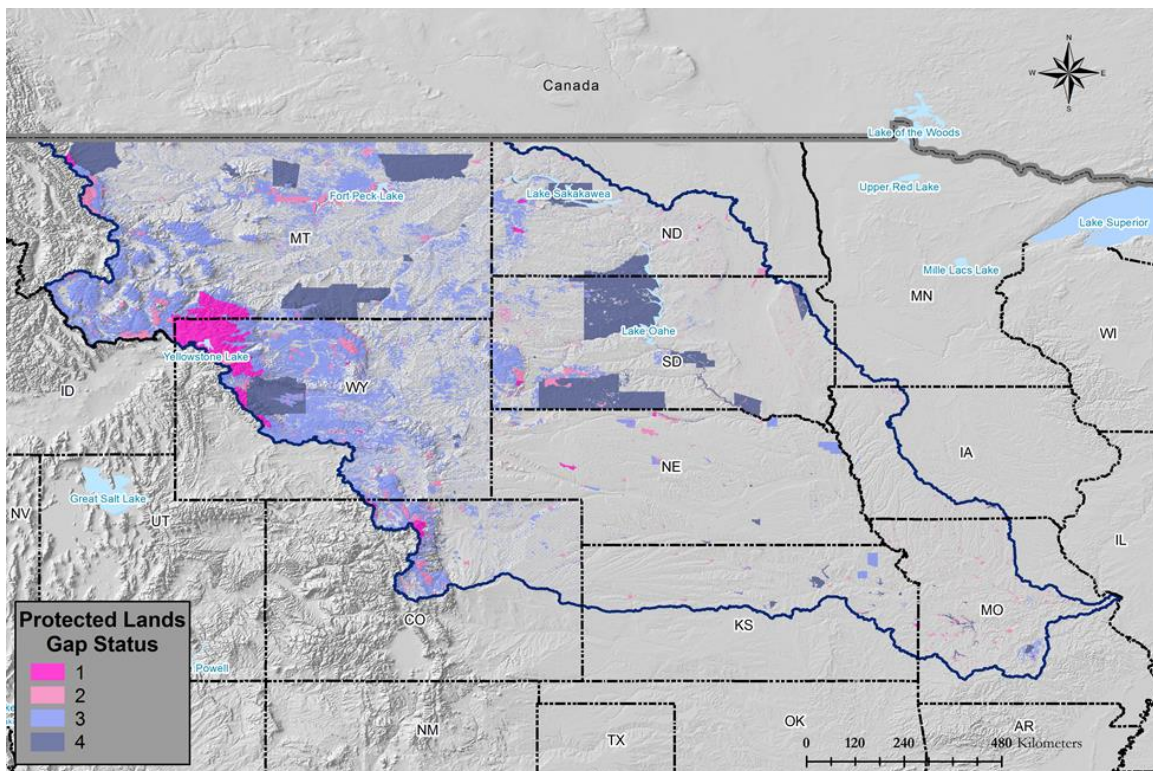 Canada
N
W E
S
Lake of the Woods
Upper Red Lake
Lake Superior
Fort Peck Lake
Lake Sakakawea
MT
ND
Mille Lacs Lake
MN
WI
Lake Oahe
Yellowstone Lake
SD
ID
WY
NE
IA
Great Salt Lake
NV
UT
IL
MO
CO
KS
Protected Lands
Gap Status
1
2
3
4
Powell
NM
OK
AR
TX
0 120 240 480 Kilometers